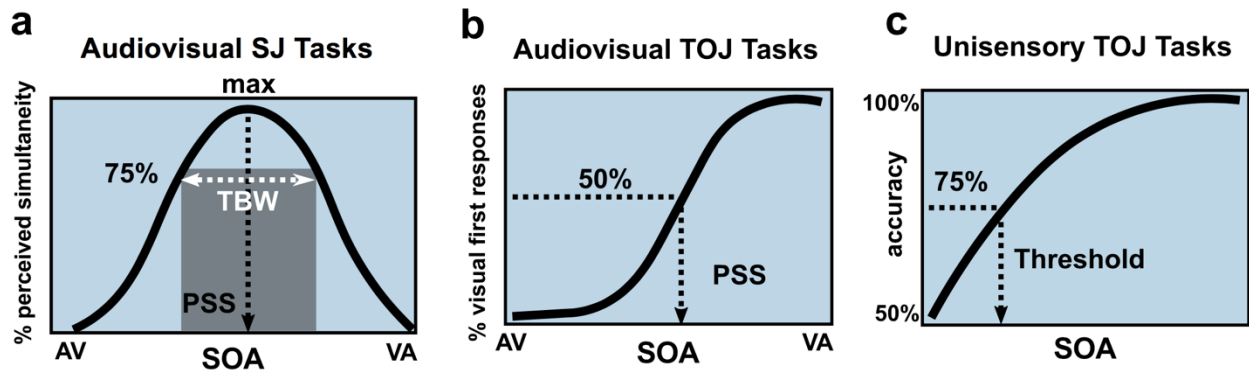 a
Audiovisual SJ Tasks
max
% perceived simultaneity
75%
TBW
PSS
AV
SOA
VA
b
Audiovisual TOJ Tasks
% visual first responses
50%
PSS
AV
SOA
VA
c
Unisensory TOJ Tasks
100%
accuracy
75%
Threshold
50%
SOA